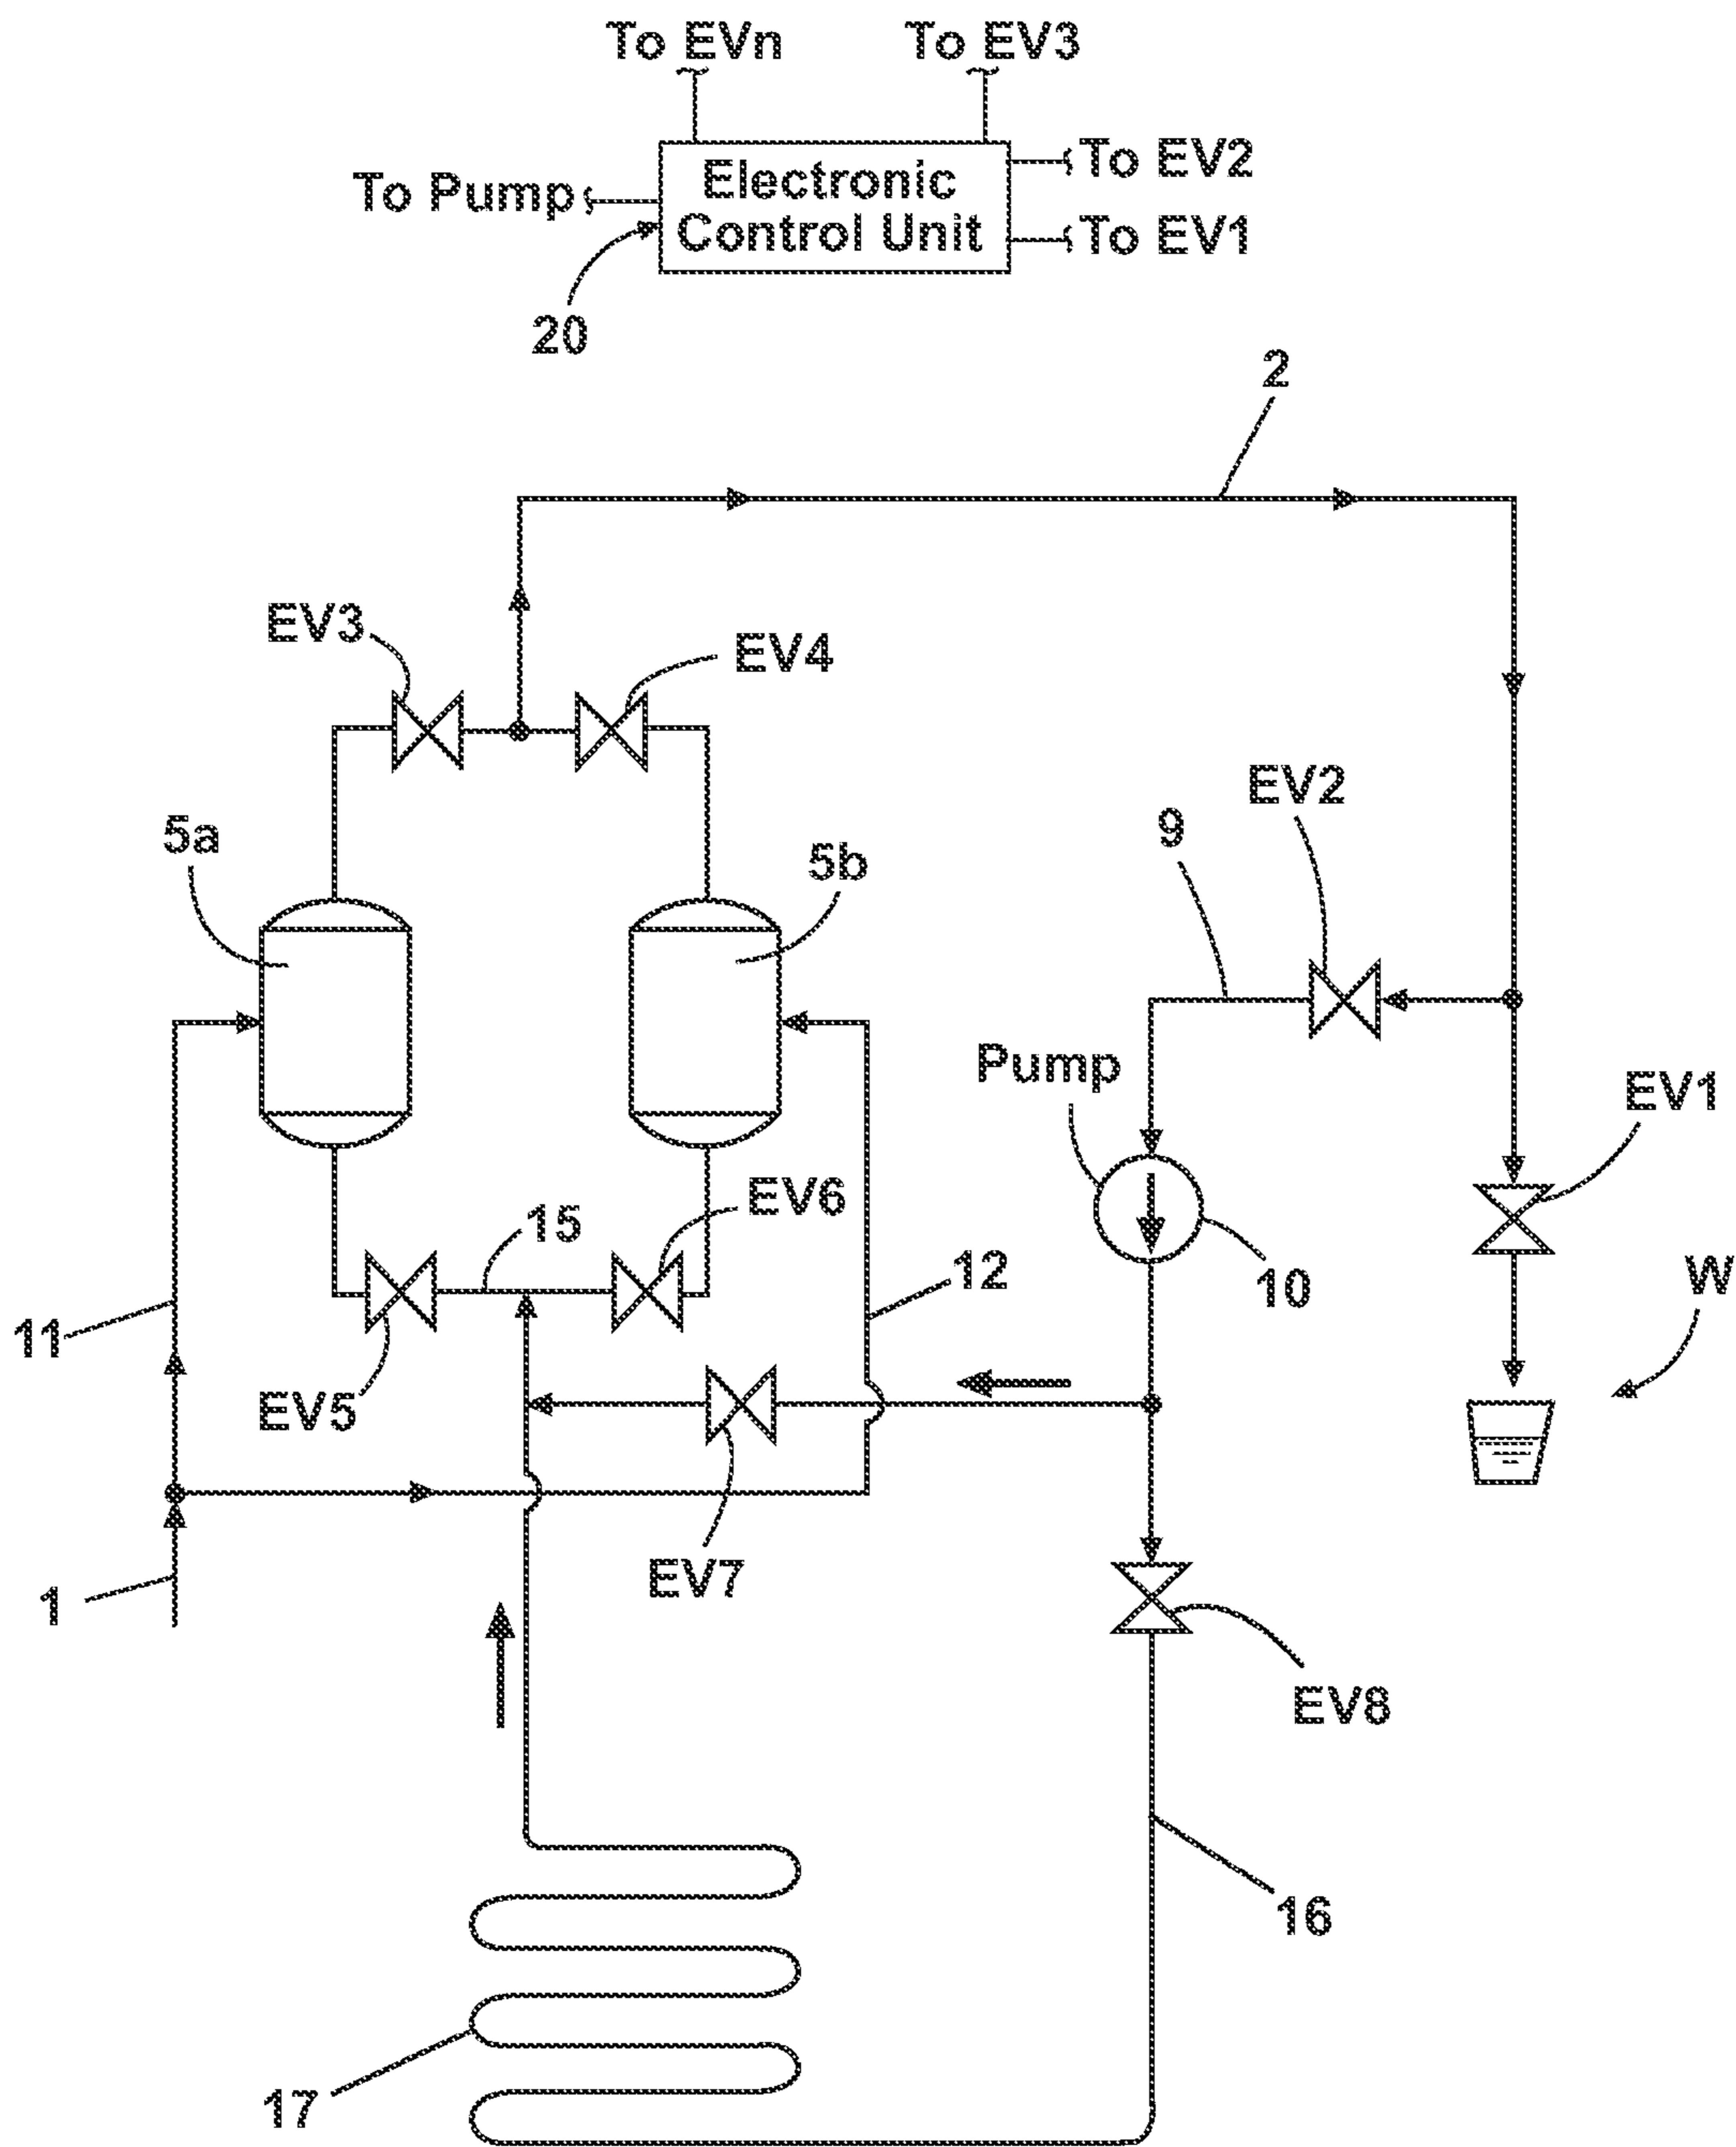 To EVn
To EV3
To Pump
Electronic
Control Unit
To EV2
To EV1
20
2
EV3
EV4
EV2
9
5a
5b
Pump
EV1
EV6
15
12
10
W
11
EV5
EV7
1
EV8
16
17